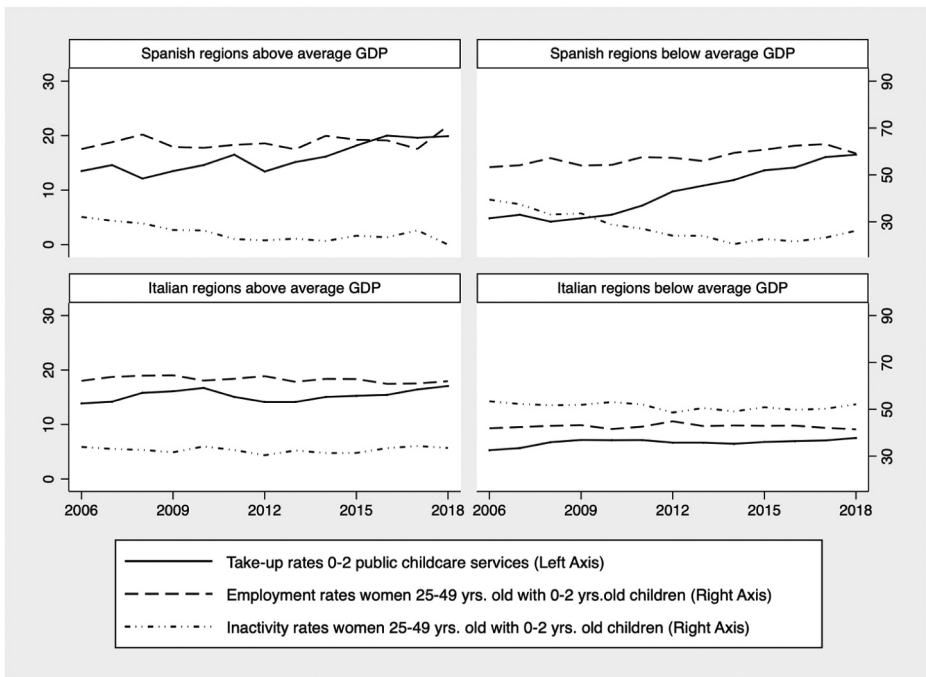 Spanish regions above average GDP
Spanish regions below average GDP
30
20
10
0
90
70
50
30
Italian regions above average GDP
Italian regions below average GDP
30
20
10
0
90
70
50
30
2006 2009 2012 2015 2018 2006 2009 2012 2015 2018
Take-up rates 0-2 public childcare services (Left Axis)
Employment rates women 25-49 yrs. old with 0-2 yrs.old children (Right Axis)
Inactivity rates women 25-49 yrs. old with 0-2 yrs. old children (Right Axis)